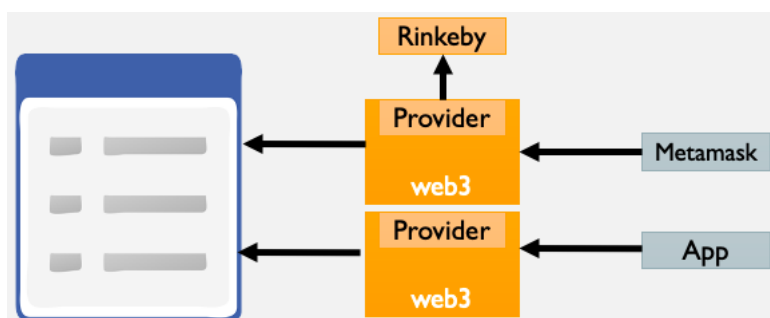 Rinkeby
Provider
web3
Metamask
Provider
web3
App